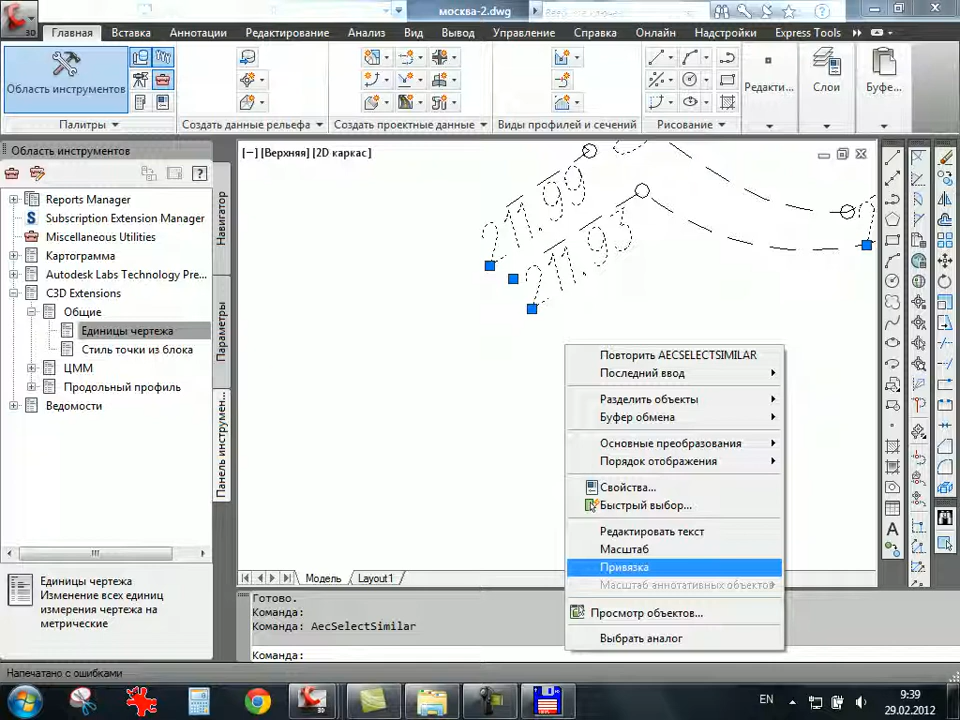 москва-2.dwg
Главная
Вставка
Аннотации
Редактирование
Анализ
Вид
Вывод
Управление
Справка
Онлайн
Надстройки
Express Tools
3D
Область инструментов
Редакти...
Слои
Буфе...
Палитры
Создать данные рельефа
Создать проектные данные
Виды профилей и сечений
Рисование
Область инструментов
[−] [Верхняя] [2D каркас]
Reports Manager
Subscription Extension Manager
Miscellaneous Utilities
Картография
Autodesk Labs Technology Pre...
C3D Extensions
Общие
Единицы чертежа
Стиль точки из блока
ЦММ
Продольный профиль
Ведомости
Навигатор
Параметры
Панель инструмен...
211.99
211.93
Повторить AECSELECTSIMILAR
Последний ввод
Разделить объекты
Буфер обмена
Основные преобразования
Порядок отображения
Свойства...
Быстрый выбор...
Редактировать текст
Масштаб
Привязка
Масштаб аннотативных объектов
Просмотр объектов...
Выбрать аналог
Модель
Layout1
Единицы чертежа
Изменение всех единиц
измерения чертежа на
метрические
Готово.
Команда:
Команда: AecSelectSimilar
Команда:
Напечатано с ошибками
EN
9:39
29.02.2012